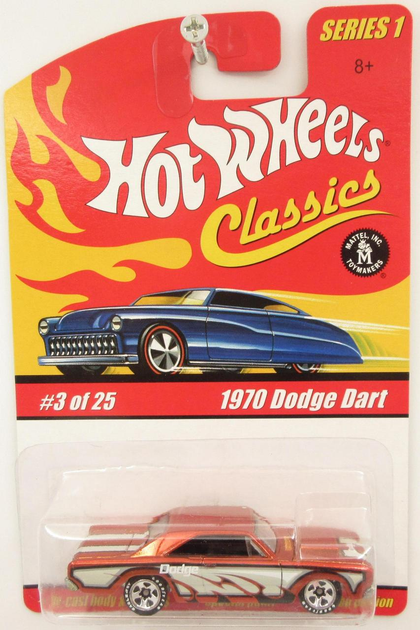 SERIES 1
8+
HOT WHEELS
Classics
MATTEL, INC.
M
TOYMAKERS
#3 of 25
1970 Dodge Dart
Dodge